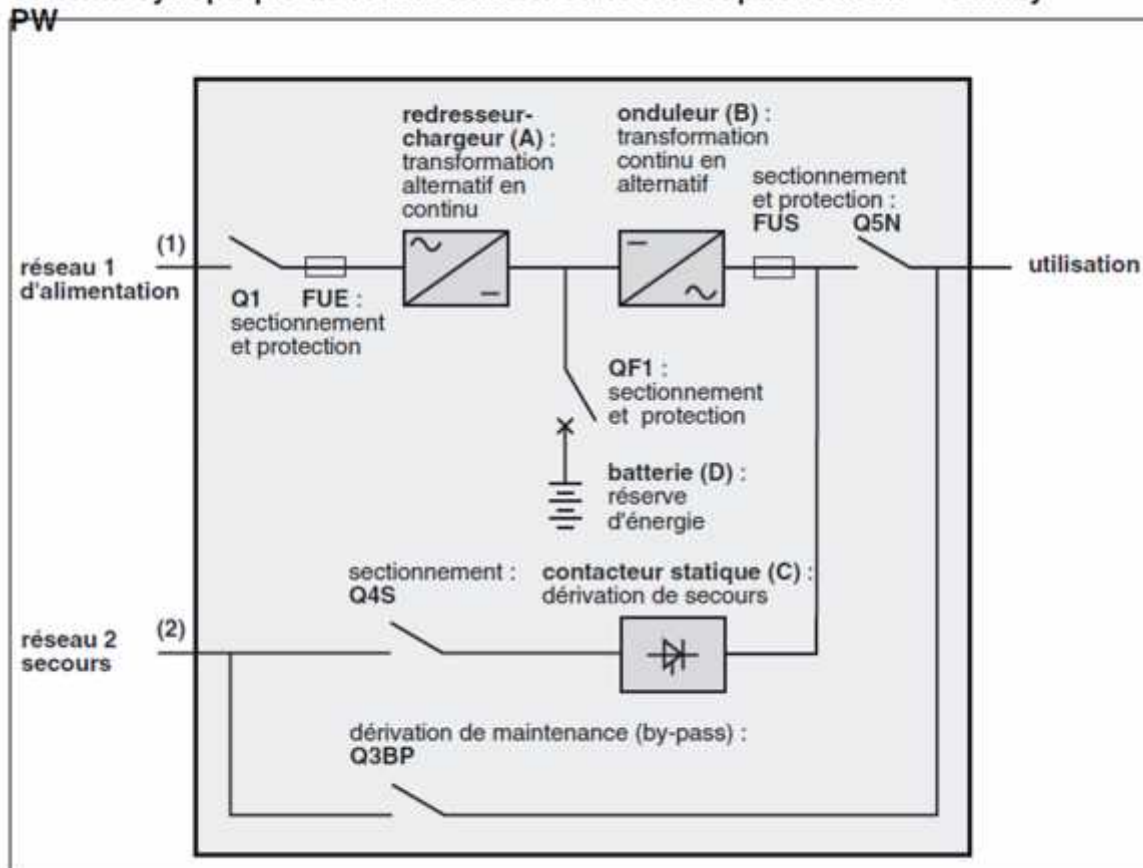 PW
redresseur-
chargeur (A) :
transformation
alternatif en
continu
onduleur (B) :
transformation
continu en
alternatif
sectionnement
et protection :
FUS Q5N
(1)
réseau 1
d'alimentation
utilisation
Q1 FUE :
sectionnement
et protection
QF1 :
sectionnement
et protection
batterie (D) :
réserve
d'énergie
sectionnement :
Q4S
contacteur statique (C) :
dérivation de secours
(2)
réseau 2
secours
dérivation de maintenance (by-pass) :
Q3BP